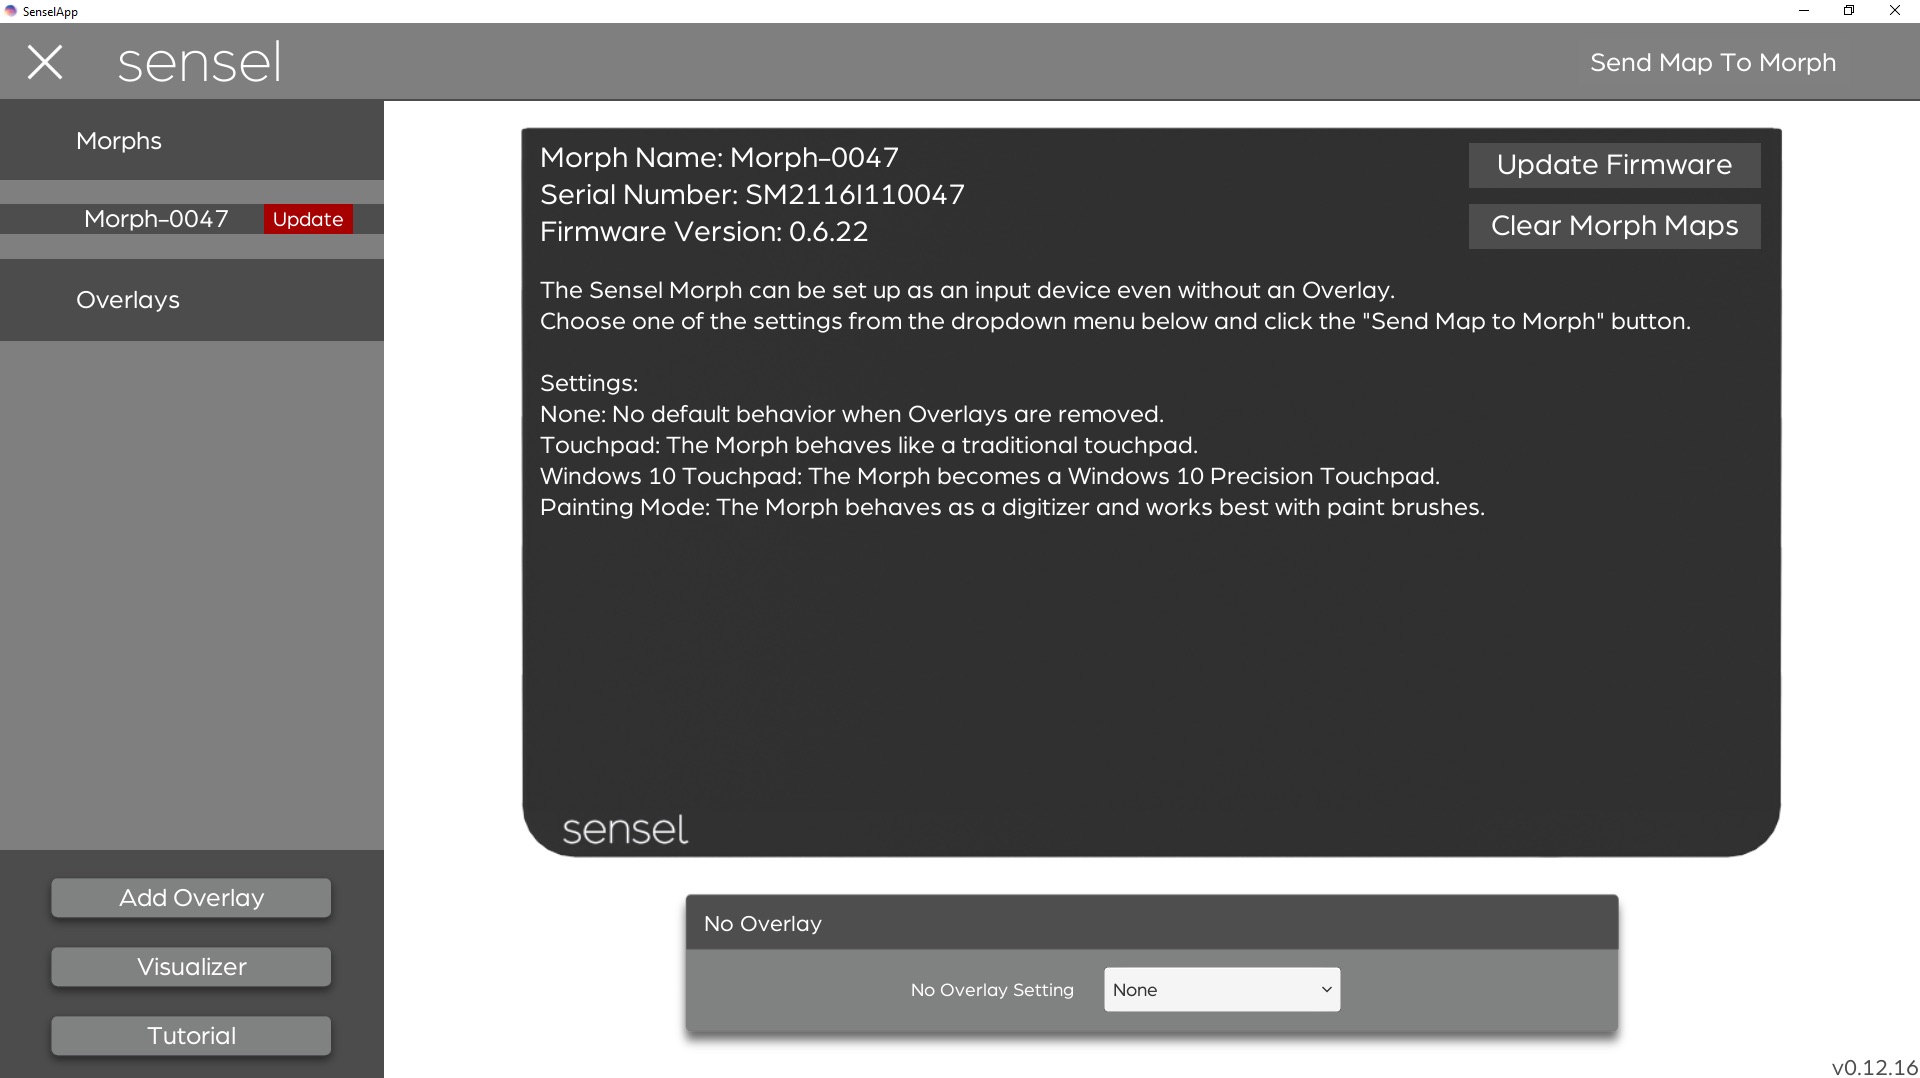 SenselApp
sensel
Send Map To Morph
Morphs
Morph-0047
Update
Overlays
Add Overlay
Visualizer
Tutorial
Morph Name: Morph-0047
Serial Number: SM2116I110047
Firmware Version: 0.6.22
Update Firmware
Clear Morph Maps
The Sensel Morph can be set up as an input device even without an Overlay.
Choose one of the settings from the dropdown menu below and click the "Send Map to Morph" button.
Settings:
None: No default behavior when Overlays are removed.
Touchpad: The Morph behaves like a traditional touchpad.
Windows 10 Touchpad: The Morph becomes a Windows 10 Precision Touchpad.
Painting Mode: The Morph behaves as a digitizer and works best with paint brushes.
sensel
No Overlay
No Overlay Setting
None
v0.12.16